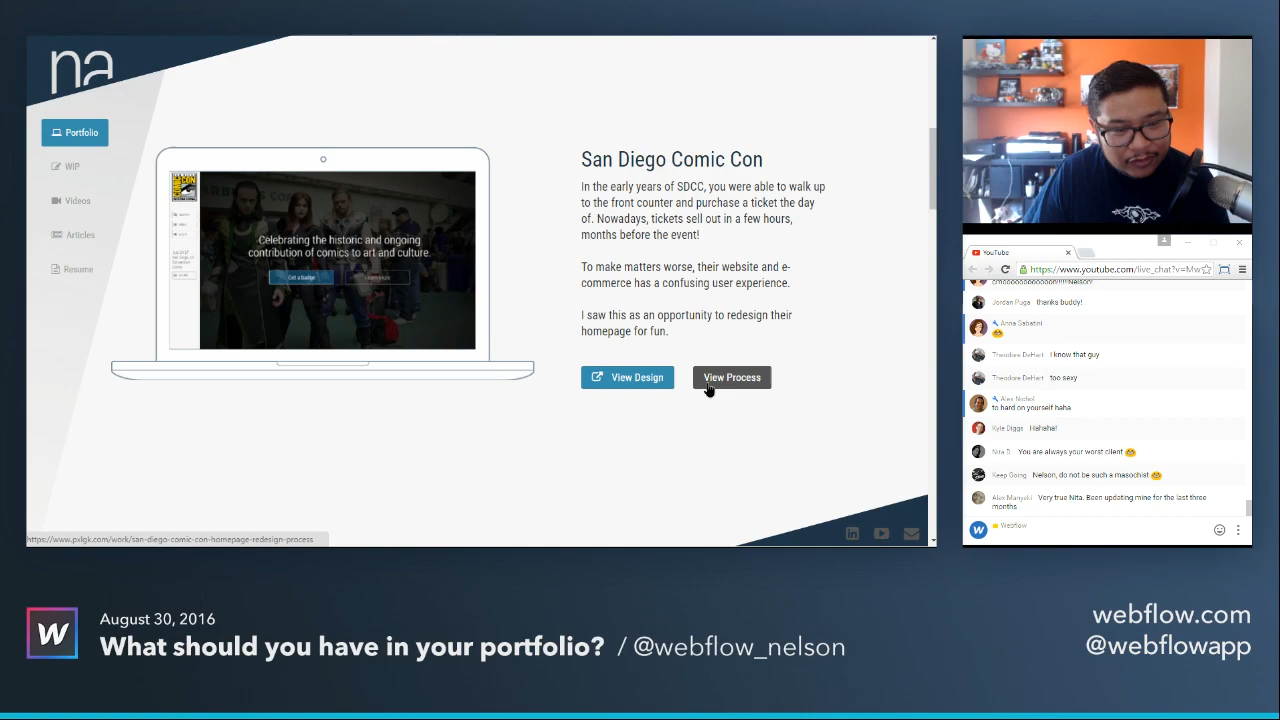 na
Portfolio
WIP
Videos
Articles
Resume
COMIC
CON
Celebrating the historic and ongoing
contribution of comics to art and culture.
Get a badge
Learn More
San Diego Comic Con
In the early years of SDCC, you were able to walk up
to the front counter and purchase a ticket the day
of. Nowadays, tickets sell out in a few hours,
months before the event!
To make matters worse, their website and e-
commerce has a confusing user experience.
I saw this as an opportunity to redesign their
homepage for fun.
View Design
View Process
https://www.pxlgk.com/work/san-diego-comic-con-homepage-redesign-process
YouTube
https://www.youtube.com/live_chat?v=Mw
Jordan Puga thanks buddy!
Anna Sabatini
Theodore DeHart I know that guy
Theodore DeHart too sexy
Alex Nichol
to hard on yourself haha
Kyle Diggs Hahaha!
Nita D. You are always your worst client
Keep Going Nelson, do not be such a masochist
Alex Manyeki Very true Nita. Been updating mine for the last three
months
Webflow
August 30, 2016
What should you have in your portfolio? / @webflow_nelson
webflow.com
@webflowapp